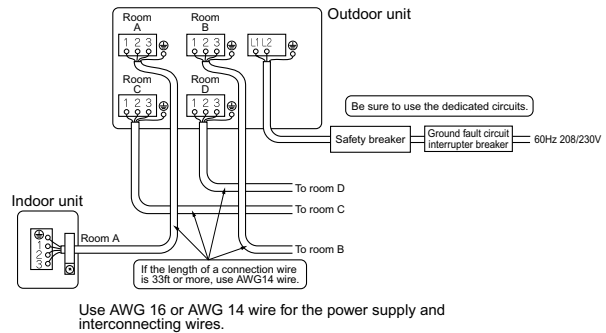 Outdoor unit
Room A
Room B
1 2 3
1 2 3
L1 L2
Room C
Room D
1 2 3
1 2 3
Be sure to use the dedicated circuits.
Safety breaker
Ground fault circuit
interrupter breaker
60Hz 208/230V
To room D
To room C
Indoor unit
Room A
1
2
3
To room B
If the length of a connection wire
is 33ft or more, use AWG14 wire.
Use AWG 16 or AWG 14 wire for the power supply and
interconnecting wires.